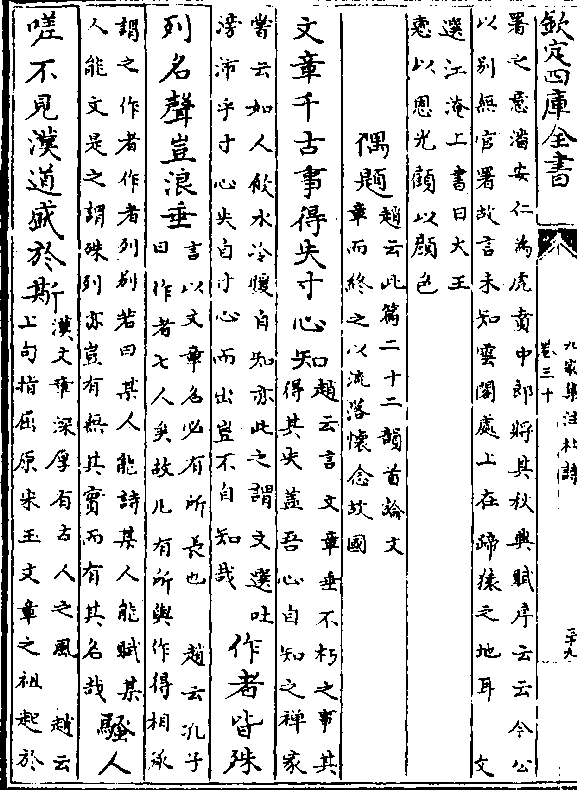 欽定四庫全書
九家集注杜詩
卷三十
二十九
署之意潘安仁為虎賁中郎將其秋興賦序云云今公
以别無官署故言未知雲閣處上在蹄猿之地耳 文
選江淹上書曰大王
惠以恩光顧以顔色
偶題
趙云此篇二十二韻首論文
章而終之以流落懷念故國
文章千古事得失寸心知
趙云言文章垂不朽之事其
得其失蓋吾心自知之禪家
嘗云如人飲水冷暖自知亦此之謂文選吐
滂沛乎寸心失自寸心而出豈不自知哉
作者皆殊
列名聲豈浪垂
言以文章名必有所長也 趙云孔子
曰作者七人矣故凡有所與作得相承
謂之作者作者列别若曰某人能詩某人能賦某
人能文是之謂殊列亦豈有無其實而有其名哉
騷人
嗟不見漢道盛於斯
漢文雍深厚有古人之風 趙云
上句指屈原宋玉文章之祖起於